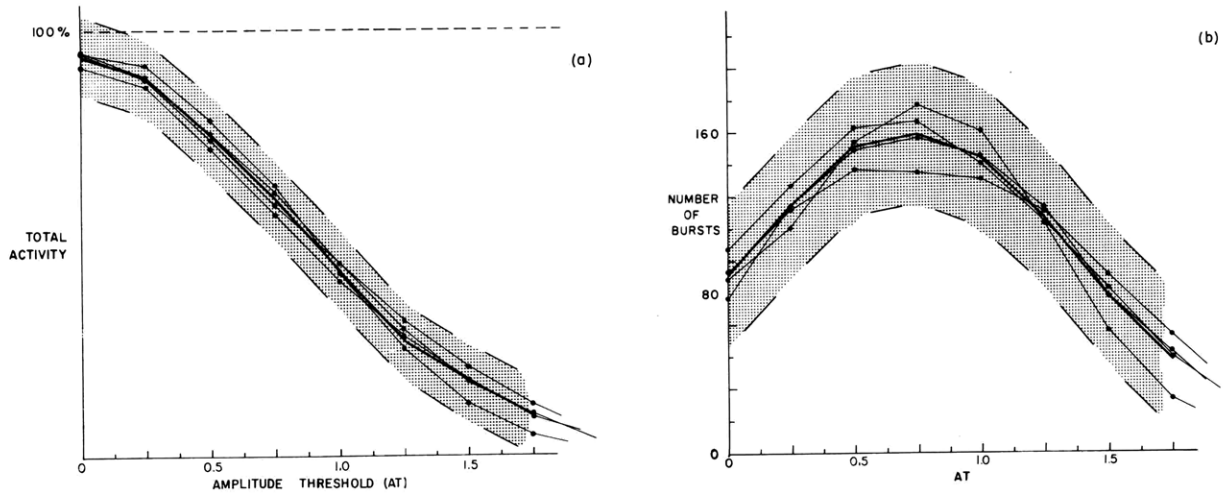 100%
(a)
TOTAL
ACTIVITY
0
0.5
1.0
1.5
AMPLITUDE THRESHOLD (AT)
(b)
160
NUMBER
OF
BURSTS
80
0
0
0.5
1.0
1.5
AT